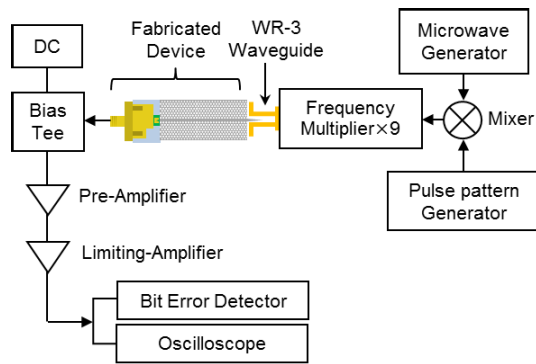 DC
Fabricated
Device
WR-3
Waveguide
Microwave
Generator
Bias
Tee
Frequency
Multiplier×9
Mixer
Pulse pattern
Generator
Pre-Amplifier
Limiting-Amplifier
Bit Error Detector
Oscilloscope